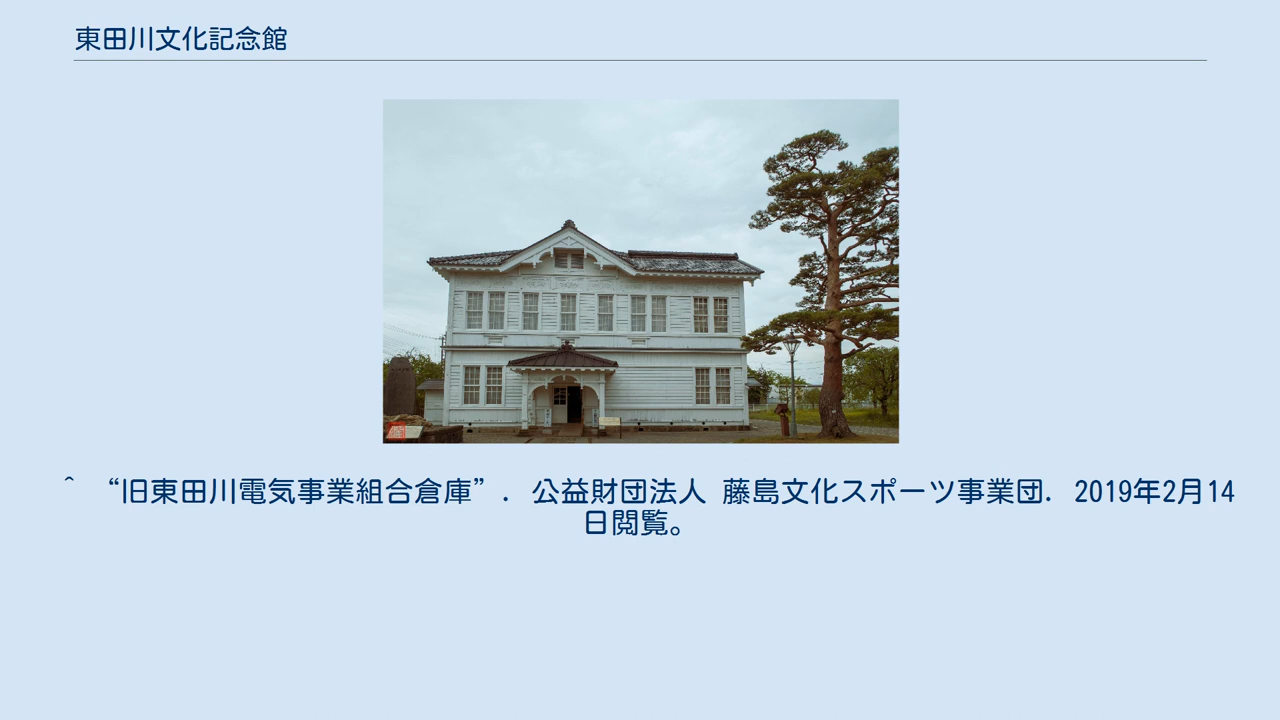 東田川文化記念館
^ “旧東田川電気事業組合倉庫”. 公益財団法人 藤島文化スポーツ事業団. 2019年2月14
日閲覧。